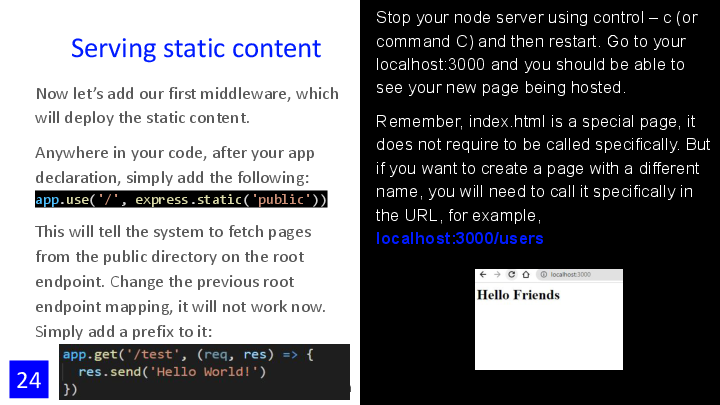 Serving static content
Now let's add our first middleware, which
will deploy the static content.
Anywhere in your code, after your app
declaration, simply add the following:
app.use('/', express.static('public'))
This will tell the system to fetch pages
from the public directory on the root
endpoint. Change the previous root
endpoint mapping, it will not work now.
Simply add a prefix to it:
app.get('/test', (req, res) => {
res.send('Hello World!')
})
24
Stop your node server using control – c (or
command C) and then restart. Go to your
localhost:3000 and you should be able to
see your new page being hosted.
Remember, index.html is a special page, it
does not require to be called specifically. But
if you want to create a page with a different
name, you will need to call it specifically in
the URL, for example,
localhost:3000/users
localhost:3000
Hello Friends